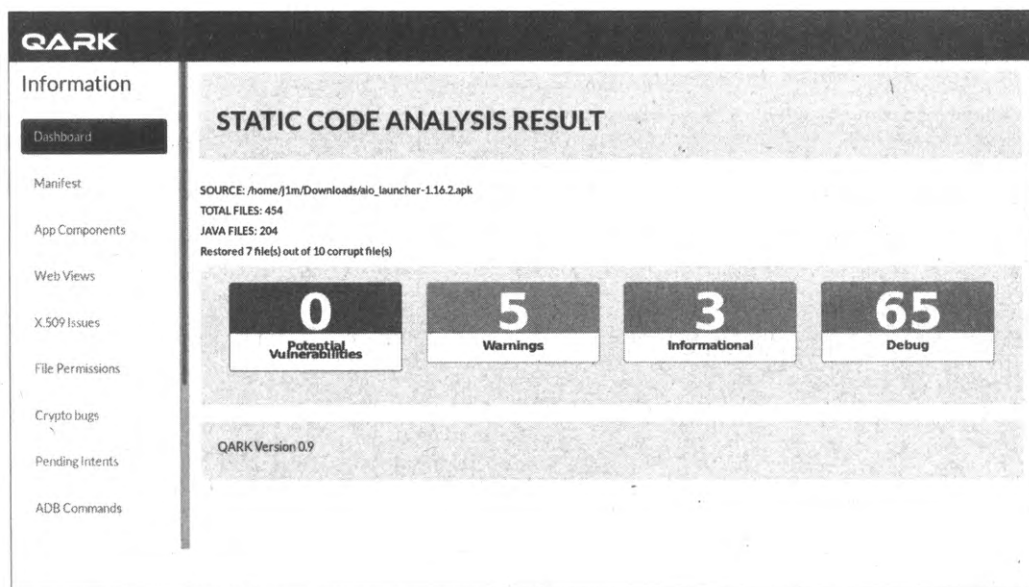 QARK
Information
Dashboard
Manifest
App Components
Web Views
X.509 Issues
File Permissions
Crypto bugs
Pending Intents
ADB Commands
STATIC CODE ANALYSIS RESULT
SOURCE: /home/j1m/Downloads/aio_launcher-1.16.2.apk
TOTAL FILES: 454
JAVA FILES: 204
Restored 7 file(s) out of 10 corrupt file(s)
0
Potential
Vulnerabilities
5
Warnings
3
Informational
65
Debug
QARK Version 0.9